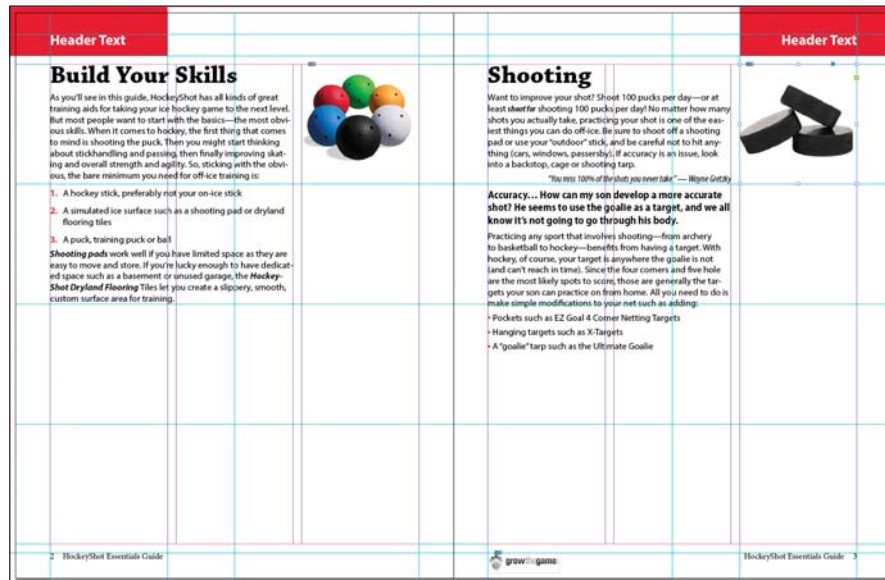 Header Text
Build Your Skills
As you'll see in this guide, HockeyShot has all kinds of great
training aids for taking your ice hockey game to the next level.
But most people want to start with the basics—the most obvi-
ous skills. When it comes to hockey, the first thing that comes
to mind is shooting the puck. Then you might start thinking
about stickhandling and passing, then finally improving skat-
ing and overall strength and agility. So, sticking with the obvi-
ous, the bare minimum you need for off-ice training is:
1. A hockey stick, preferably not your on-ice stick
2. A simulated ice surface such as a shooting pad or dryland
flooring tiles
3. A puck, training puck or ball
Shooting pads work well if you have limited space as they are
easy to move and store. If you're lucky enough to have dedicat-
ed space such as a basement or unused garage, the Hockey-
Shot Dryland Flooring Tiles let you create a slippery, smooth,
custom surface area for training.
2 HockeyShot Essentials Guide
Header Text
Shooting
Want to improve your shot? Shoot 100 pucks per day—or at
least shoot for shooting 100 pucks per day! No matter how many
shots you actually take, practicing your shot is one of the eas-
iest things you can do off-ice. Be sure to shoot off a shooting
pad or use your "outdoor" stick, and be careful not to hit any-
thing (cars, windows, passersby). If accuracy is an issue, look
into a backstop, cage or shooting tarp.
"You miss 100% of the shots you never take." — Wayne Gretzky
Accuracy… How can my son develop a more accurate
shot? He seems to use the goalie as a target, and we all
know it's not going to go through his body.
Practicing any sport that involves shooting—from archery
to basketball to hockey—benefits from having a target. With
hockey, of course, your target is anywhere the goalie is not
(and can't reach in time). Since the four corners and five hole
are the most likely spots to score, those are generally the tar-
gets your son can practice on from home. All you need to do is
make simple modifications to your net such as adding:
• Pockets such as EZ Goal 4 Corner Netting Targets
• Hanging targets such as X-Targets
• A "goalie" tarp such as the Ultimate Goalie
growthegame
HockeyShot Essentials Guide 3